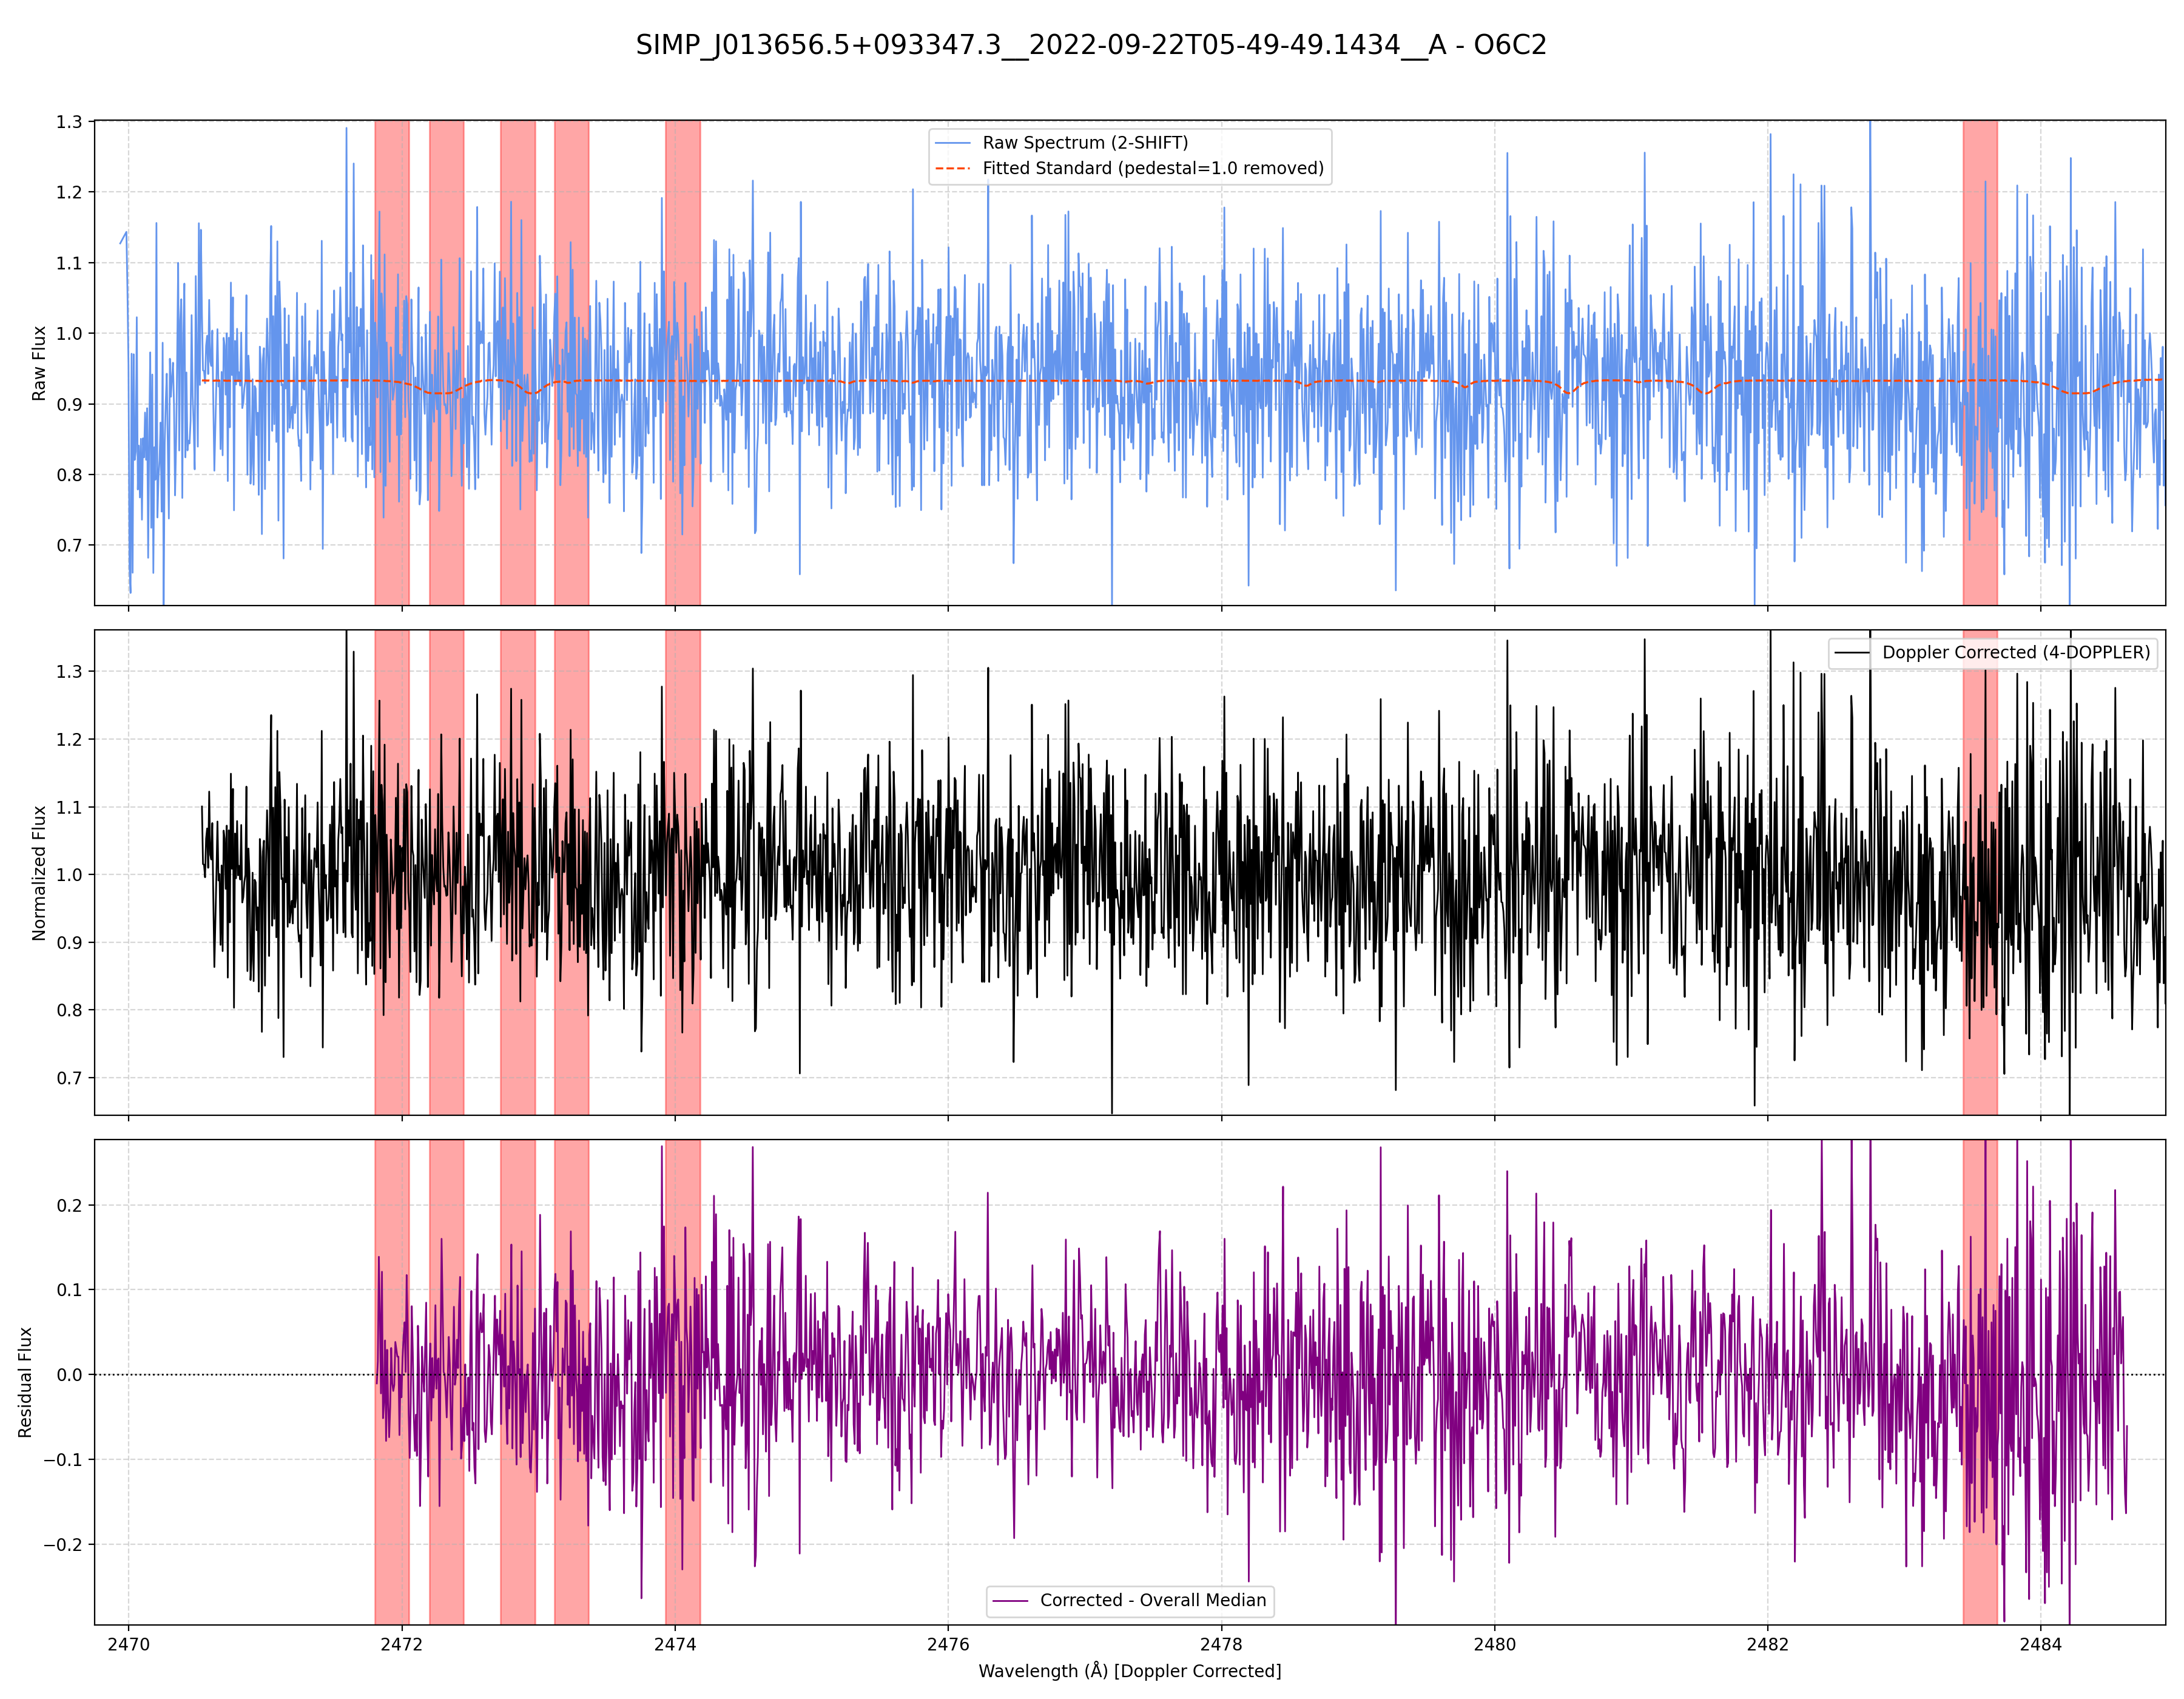 SIMP_J013656.5+093347.3__2022-09-22T05-49-49.1434__A - O6C2
1.3
1.2
1.1
1.0
0.9
0.8
0.7
Raw Flux
Raw Spectrum (2-SHIFT)
Fitted Standard (pedestal=1.0 removed)
1.3
1.2
1.1
1.0
0.9
0.8
0.7
Normalized Flux
Doppler Corrected (4-DOPPLER)
0.2
0.1
0.0
−0.1
−0.2
Residual Flux
Corrected - Overall Median
2470 2472 2474 2476 2478 2480 2482 2484
Wavelength (Å) [Doppler Corrected]